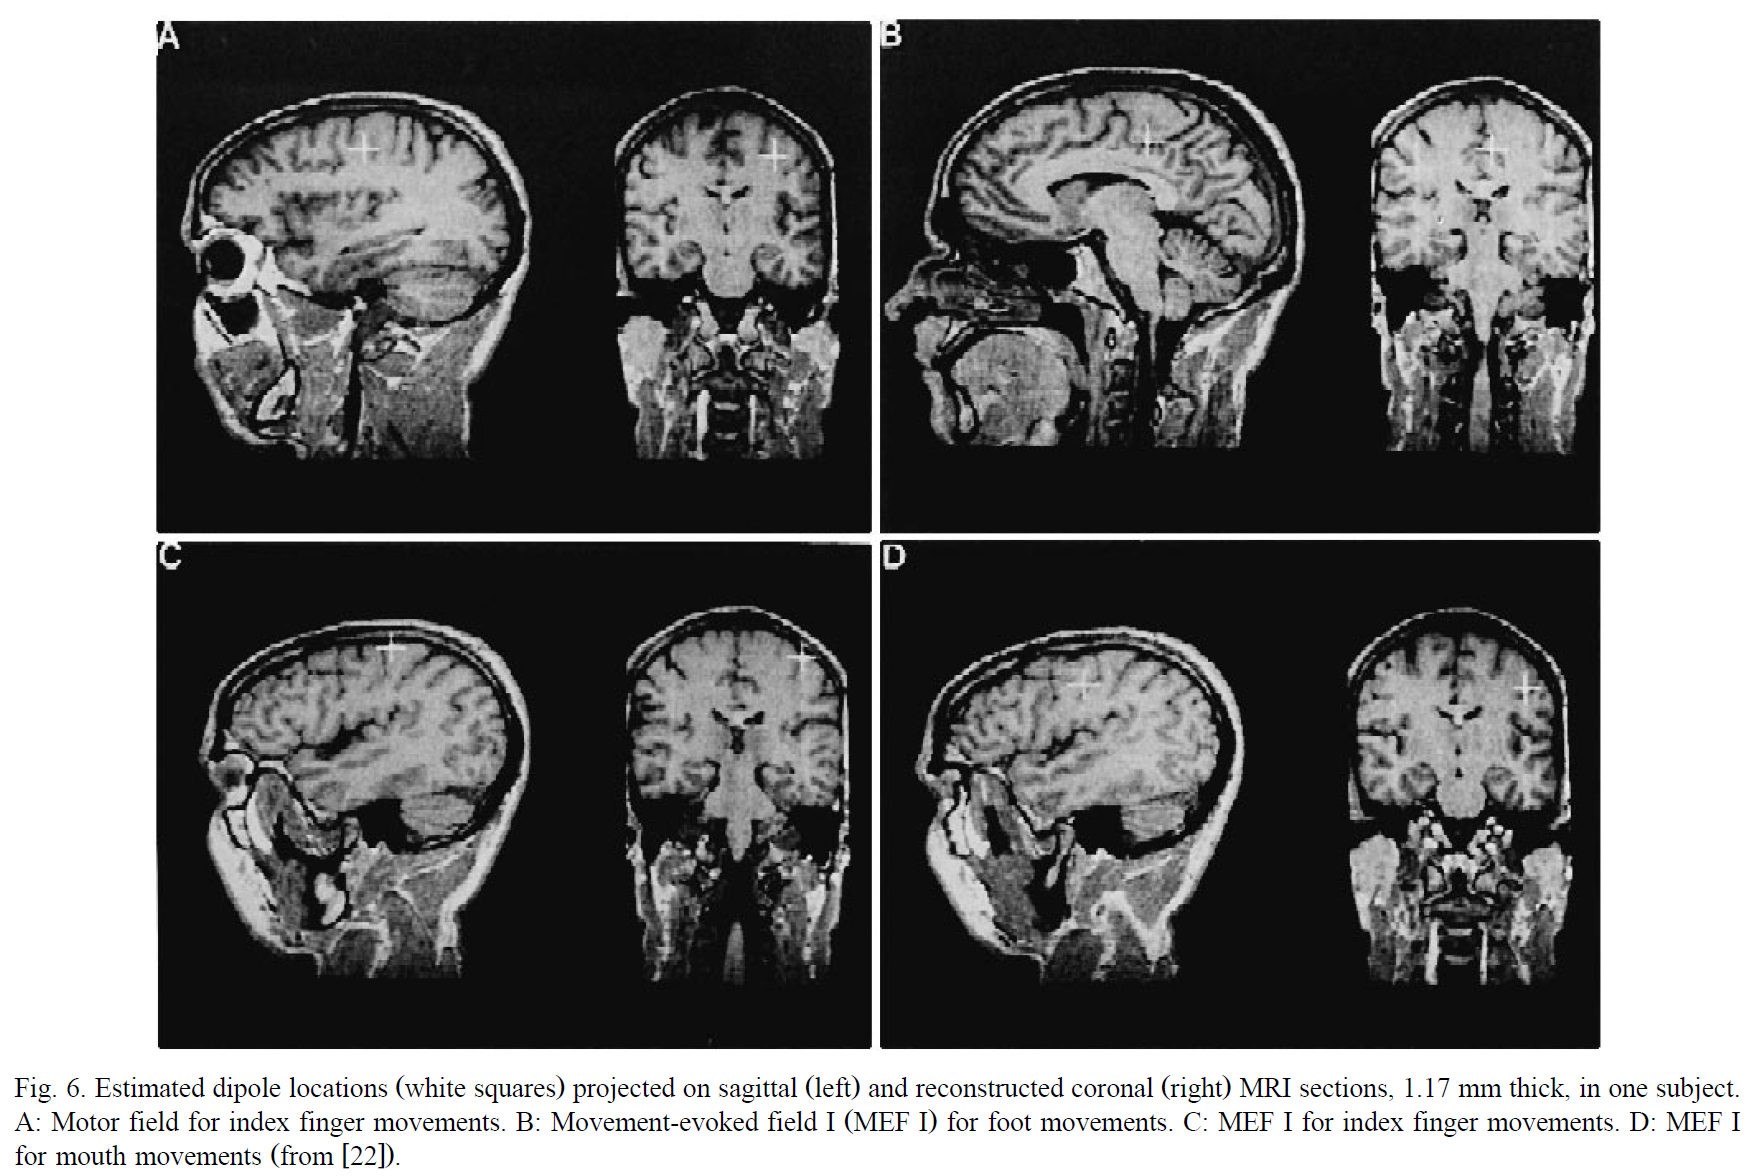 A
B
C
D
Fig. 6. Estimated dipole locations (white squares) projected on sagittal (left) and reconstructed coronal (right) MRI sections, 1.17 mm thick, in one subject.
A: Motor field for index finger movements. B: Movement-evoked field I (MEF I) for foot movements. C: MEF I for index finger movements. D: MEF I
for mouth movements (from [22]).